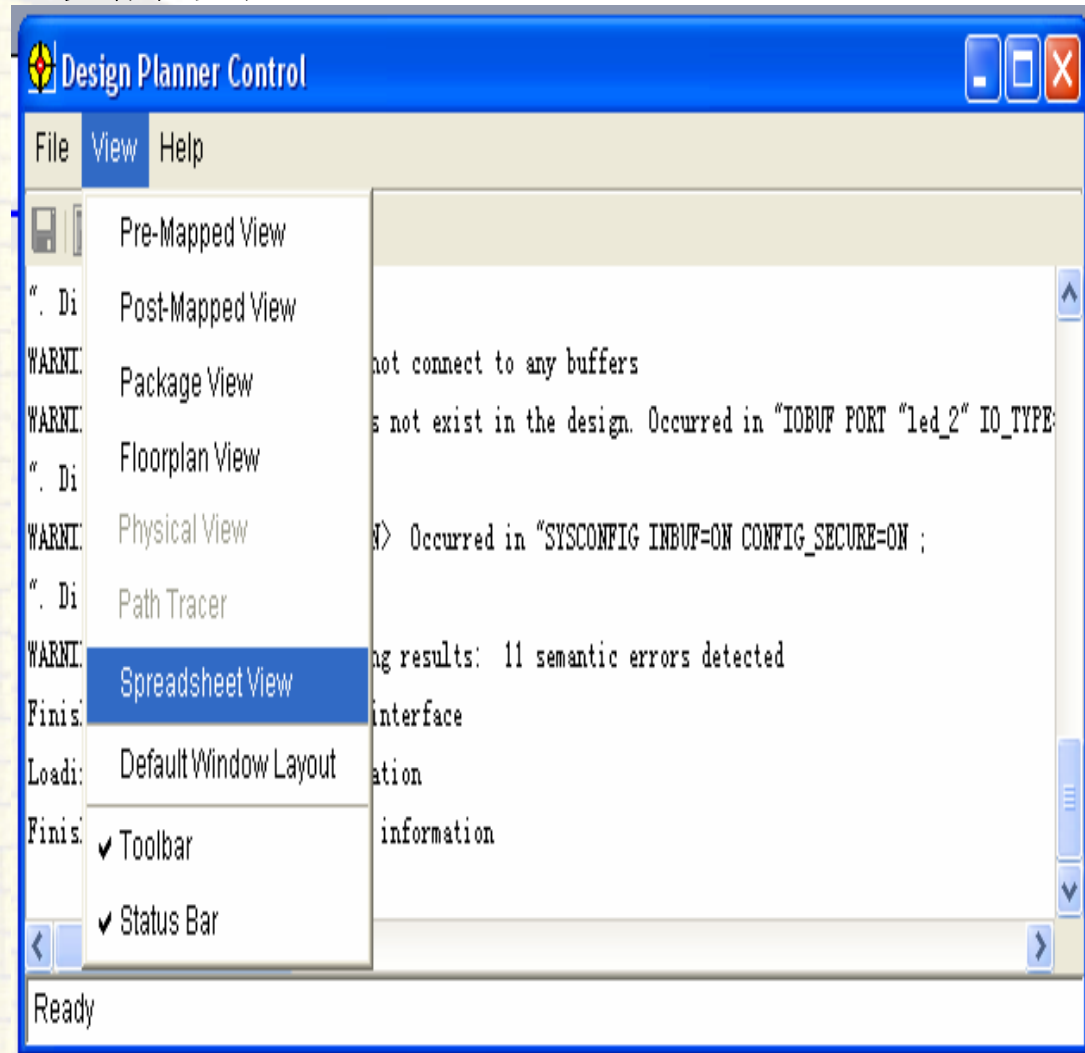 Design Planner Control
File View Help
Pre-Mapped View
Post-Mapped View
Package View
Floorplan View
Physical View
Path Tracer
Spreadsheet View
Default Window Layout
Toolbar
Status Bar
". Di
not connect to any buffers
not exist in the design. Occurred in "IOBUF PORT "led_2" IO_TYPE
". Di
Occurred in "SYSCONFIG INBUF=ON CONFIG_SECURE=ON ;
". Di
results: 11 semantic errors detected
interface
information
Ready